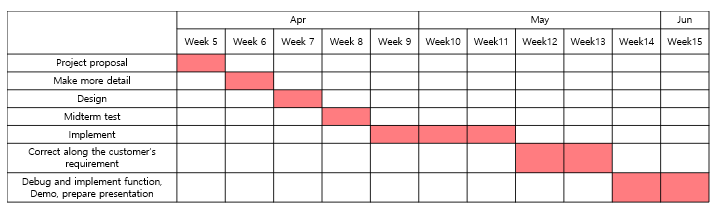 Apr May Jun
Week 5 Week 6 Week 7 Week 8 Week 9 Week10 Week11 Week12 Week13 Week14 Week15
Project proposal
Make more detail
Design
Midterm test
Implement
Correct along the customer's
requirement
Debug and implement function,
Demo, prepare presentation